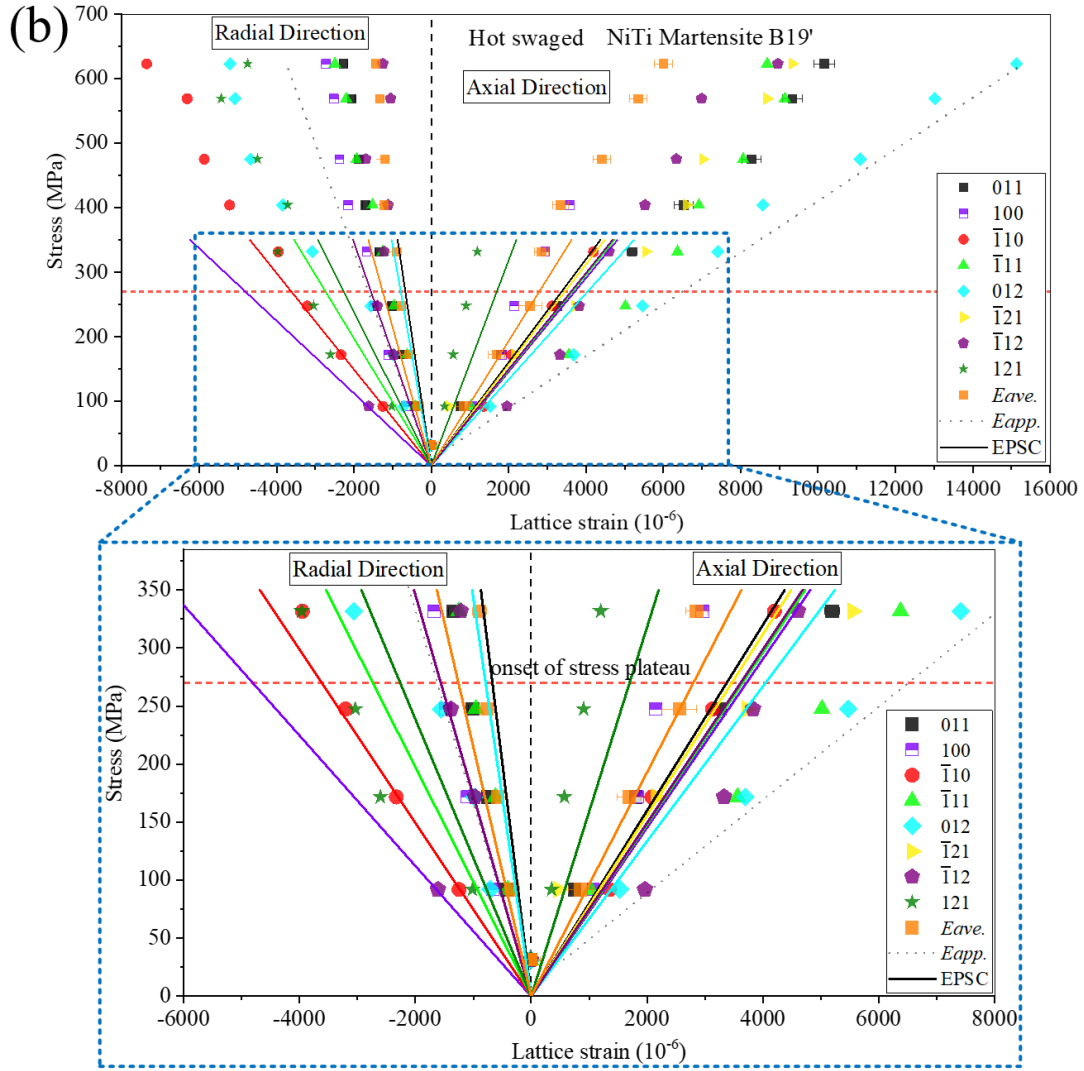 (b)
Radial Direction
Hot swaged NiTi Martensite B19'
Axial Direction
Stress (MPa)
700
600
500
400
300
200
100
0
011
100
1̅10
1̅11
012
1̅21
1̅12
121
Eave.
Eapp.
EPSC
-8000 -6000 -4000 -2000 0 2000 4000 6000 8000 10000 12000 14000 16000
Lattice strain (10⁻⁶)
Radial Direction
Axial Direction
onset of stress plateau
Stress (MPa)
350
300
250
200
150
100
50
0
011
100
1̅10
1̅11
012
1̅21
1̅12
121
Eave.
Eapp.
EPSC
-6000 -4000 -2000 0 2000 4000 6000 8000
Lattice strain (10⁻⁶)